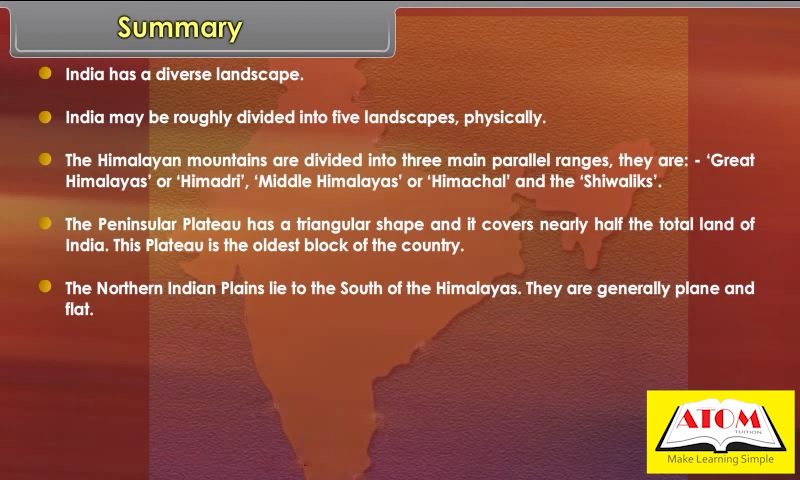 Summary
India has a diverse landscape.
India may be roughly divided into five landscapes, physically.
The Himalayan mountains are divided into three main parallel ranges, they are: - ‘Great
Himalayas’ or ‘Himadri’, ‘Middle Himalayas’ or ‘Himachal’ and the ‘Shiwaliks’.
The Peninsular Plateau has a triangular shape and it covers nearly half the total land of
India. This Plateau is the oldest block of the country.
The Northern Indian Plains lie to the South of the Himalayas. They are generally plane and
flat.
ATOM
TUITION
Make Learning Simple